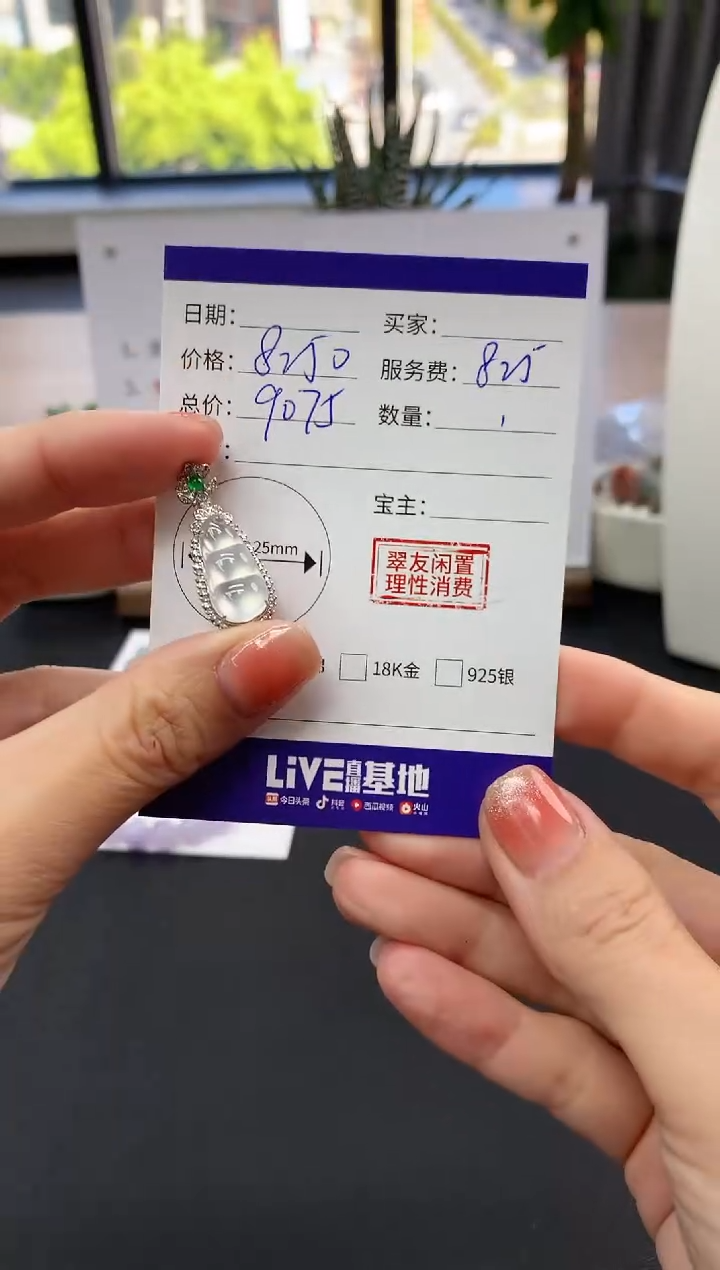 日期: 买家:
价格: 8250 服务费: 825
总价: 9075 数量: 1
:
宝主:
25mm
翠友闲置
理性消费
18K金 925银
LiVE直播基地
今日头条 抖音 西瓜视频 火山